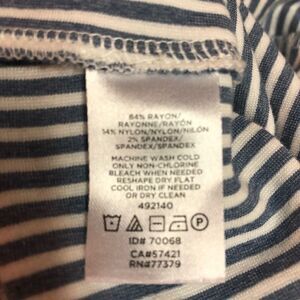 84% RAYON/
RAYONNE/RAYÓN
14% NYLON/NYLON/NILÓN
2% SPANDEX/
SPANDEX/SPANDEX
MACHINE WASH COLD
ONLY NON-CHLORINE
BLEACH WHEN NEEDED
RESHAPE DRY FLAT
COOL IRON IF NEEDED
OR DRY CLEAN
492140
P
ID# 70068
CA#57421
RN#77379